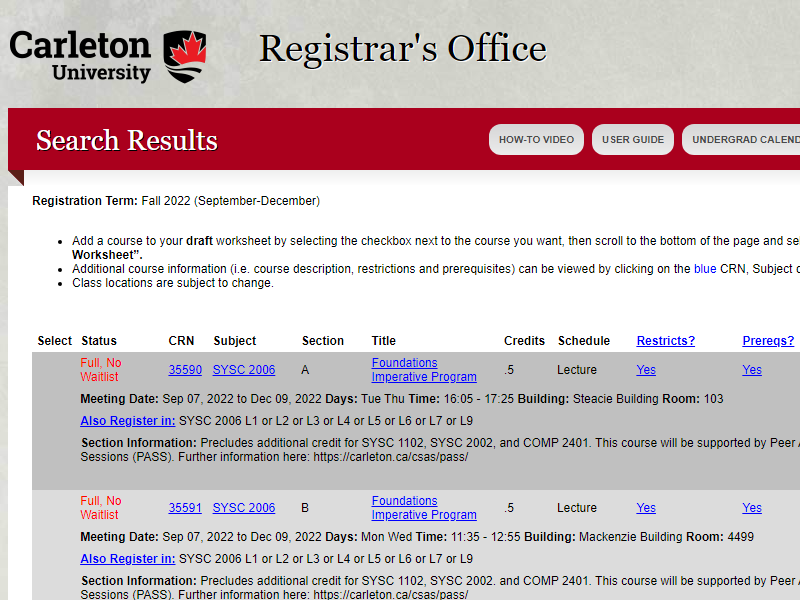 Carleton
University
Registrar's Office
Search Results
HOW-TO VIDEO
USER GUIDE
UNDERGRAD CALEND
Registration Term: Fall 2022 (September-December)
• Add a course to your draft worksheet by selecting the checkbox next to the course you want, then scroll to the bottom of the page and se
Worksheet”.
• Additional course information (i.e. course description, restrictions and prerequisites) can be viewed by clicking on the blue CRN, Subject
• Class locations are subject to change.
Select Status CRN Subject Section Title Credits Schedule Restricts? Prereqs?
Full, No
Waitlist
35590 SYSC 2006 A
Foundations
Imperative Program
.5 Lecture Yes Yes
Meeting Date: Sep 07, 2022 to Dec 09, 2022 Days: Tue Thu Time: 16:05 - 17:25 Building: Steacie Building Room: 103
Also Register in: SYSC 2006 L1 or L2 or L3 or L4 or L5 or L6 or L7 or L9
Section Information: Precludes additional credit for SYSC 1102, SYSC 2002, and COMP 2401. This course will be supported by Peer
Sessions (PASS). Further information here: https://carleton.ca/csas/pass/
Full, No
Waitlist
35591 SYSC 2006 B
Foundations
Imperative Program
.5 Lecture Yes Yes
Meeting Date: Sep 07, 2022 to Dec 09, 2022 Days: Mon Wed Time: 11:35 - 12:55 Building: Mackenzie Building Room: 4499
Also Register in: SYSC 2006 L1 or L2 or L3 or L4 or L5 or L6 or L7 or L9
Section Information: Precludes additional credit for SYSC 1102, SYSC 2002. and COMP 2401. This course will be supported by Peer
Sessions (PASS). Further information here: https://carleton.ca/csas/pass/